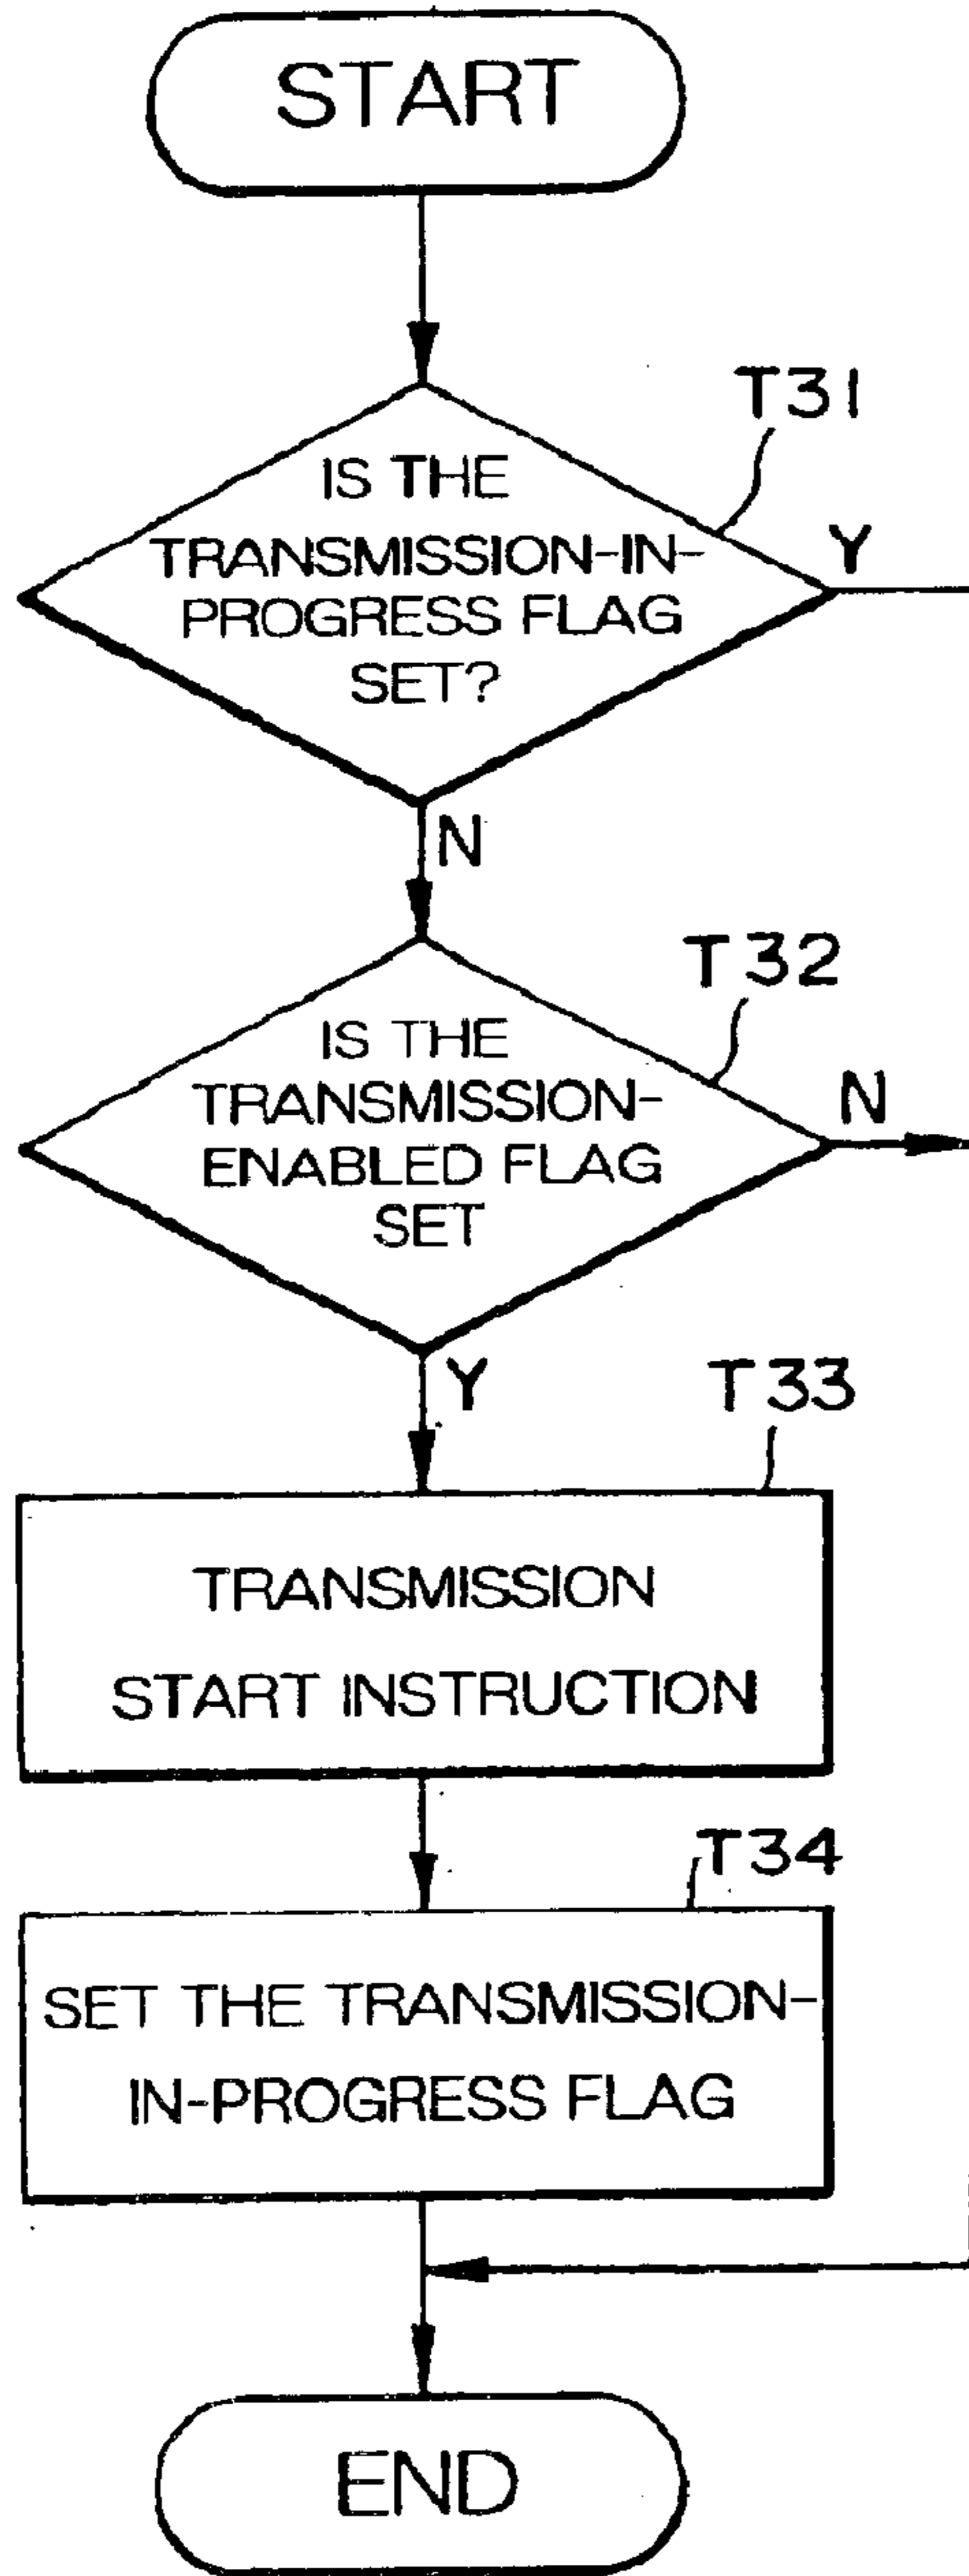 START
T31
IS THE
TRANSMISSION-IN-
PROGRESS FLAG
SET?
Y
N
T32
IS THE
TRANSMISSION-
ENABLED FLAG
SET
N
Y
T33
TRANSMISSION
START INSTRUCTION
T34
SET THE TRANSMISSION-
IN-PROGRESS FLAG
END